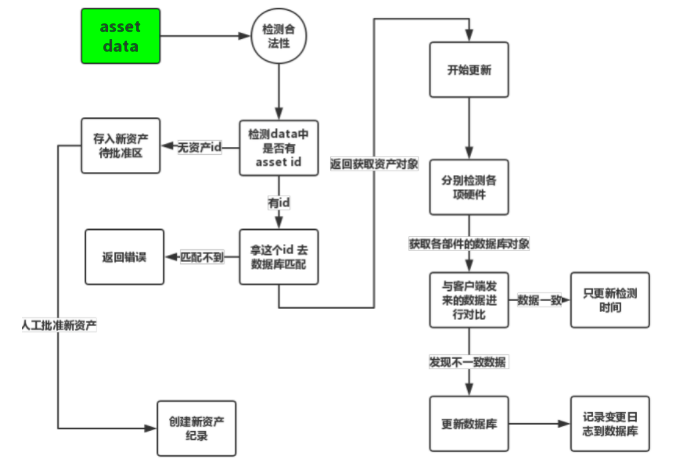 asset
data
检测合
法性
开始更新
存入新资产
待批准区
无资产id
检测data中
是否有
asset id
返回获取资产对象
分别检测各
项硬件
有id
返回错误
匹配不到
拿这个id 去
数据库匹配
获取各部件的数据库对象
与客户端发
来的数据进
行对比
数据一致
只更新检测
时间
人工批准新资产
发现不一致数据
创建新资产
纪录
更新数据库
记录变更日
志到数据库